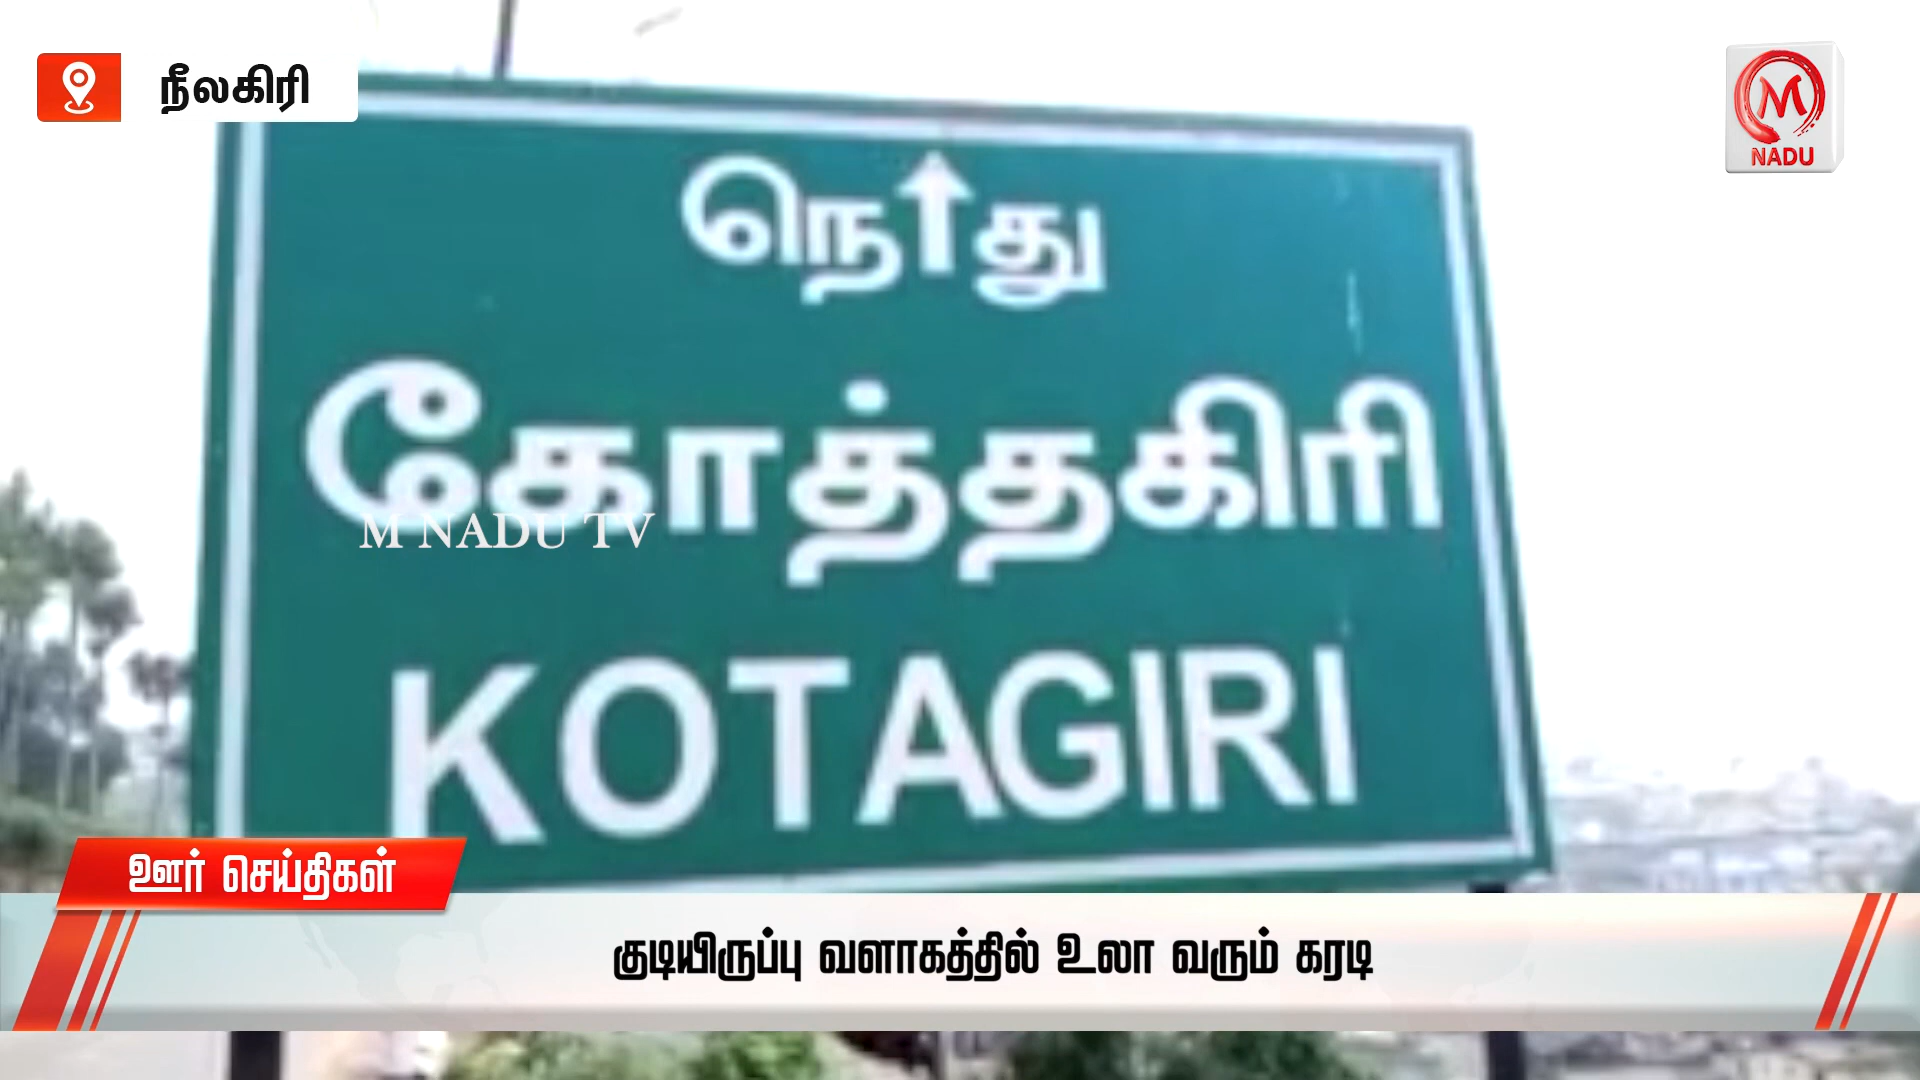 நீலகிரி
M
NADU
கோத்தகிரி
M NADU TV
KOTAGIRI
ஊர் செய்திகள்
குடியிருப்பு வளாகத்தில் உலா வரும் கரடி